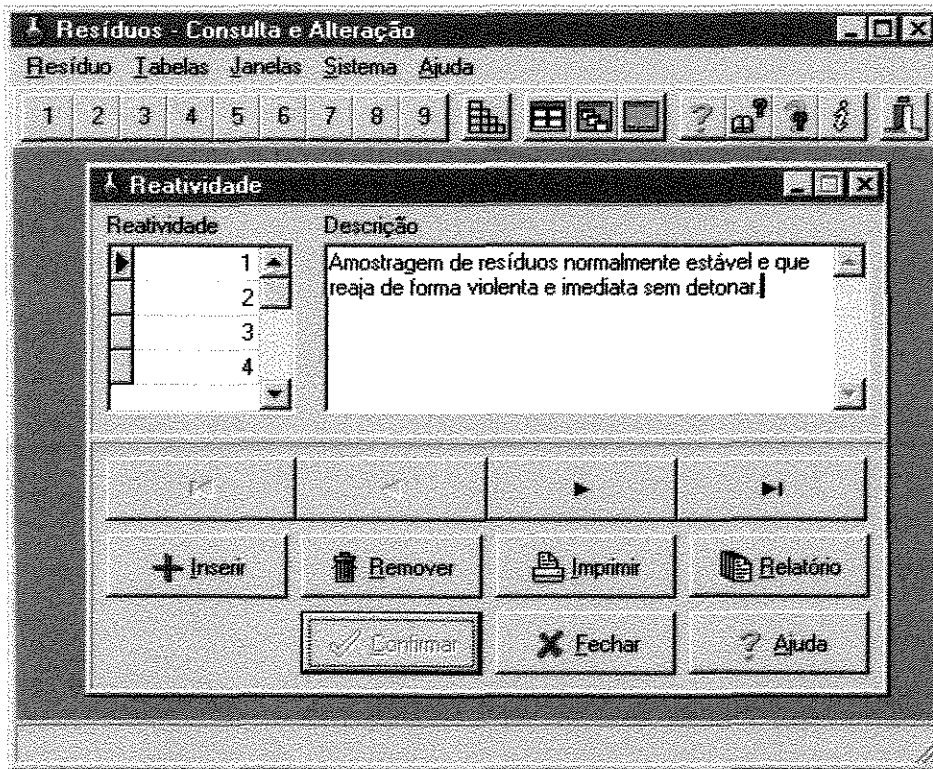 Resíduos - Consulta e Alteração
Resíduo Tabelas Janelas Sistema Ajuda
1 2 3 4 5 6 7 8 9
Reatividade
Reatividade Descrição
1
2
3
4
Amostragem de resíduos normalmente estável e que
reaja de forma violenta e imediata sem detonar.
Inserir Remover Imprimir Relatório
Confirmar Fechar Ajuda